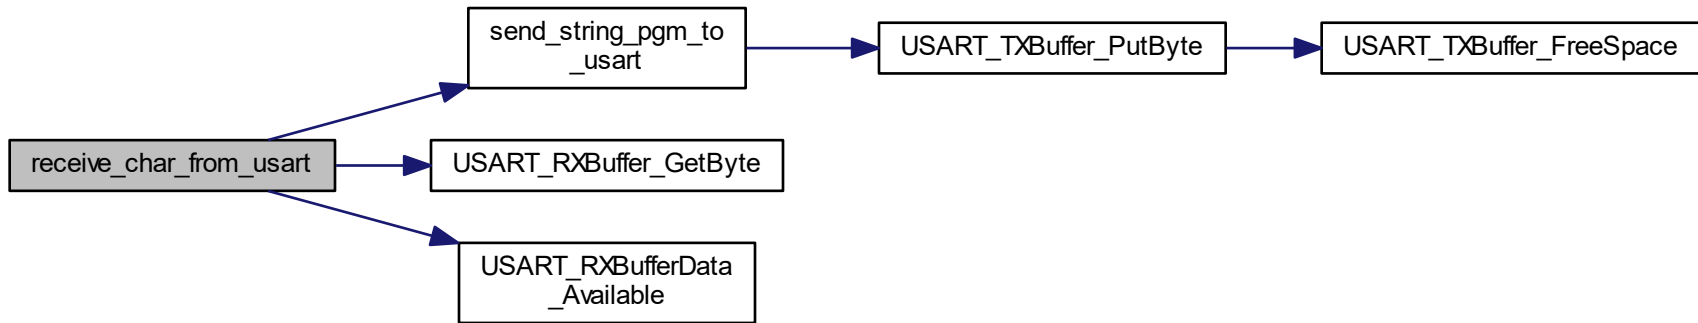 send_string_pgm_to
_usart
USART_TXBuffer_PutByte
USART_TXBuffer_FreeSpace
receive_char_from_usart
USART_RXBuffer_GetByte
USART_RXBufferData
_Available